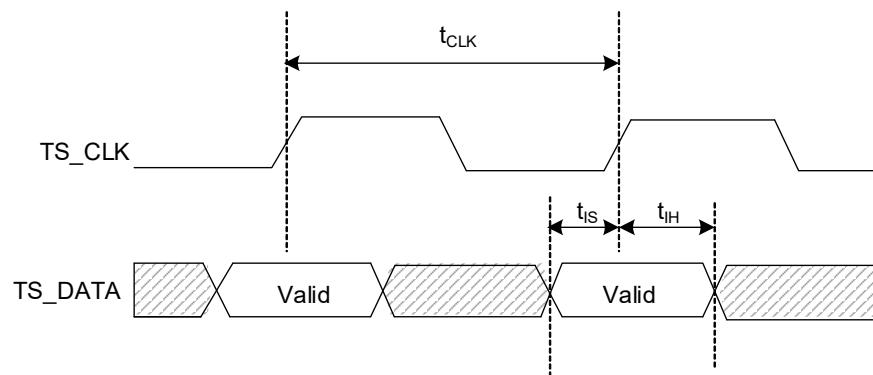 tCLK
TS_CLK
tIS tIH
TS_DATA Valid Valid